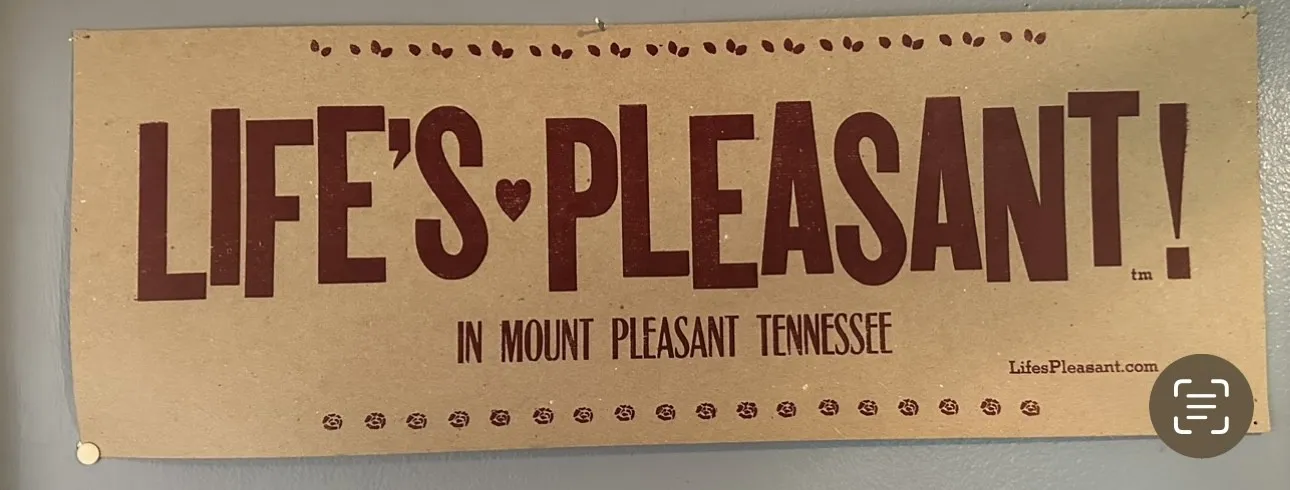 LIFE'S ♥ PLEASANT!™
IN MOUNT PLEASANT TENNESSEE
LifesPleasant.com